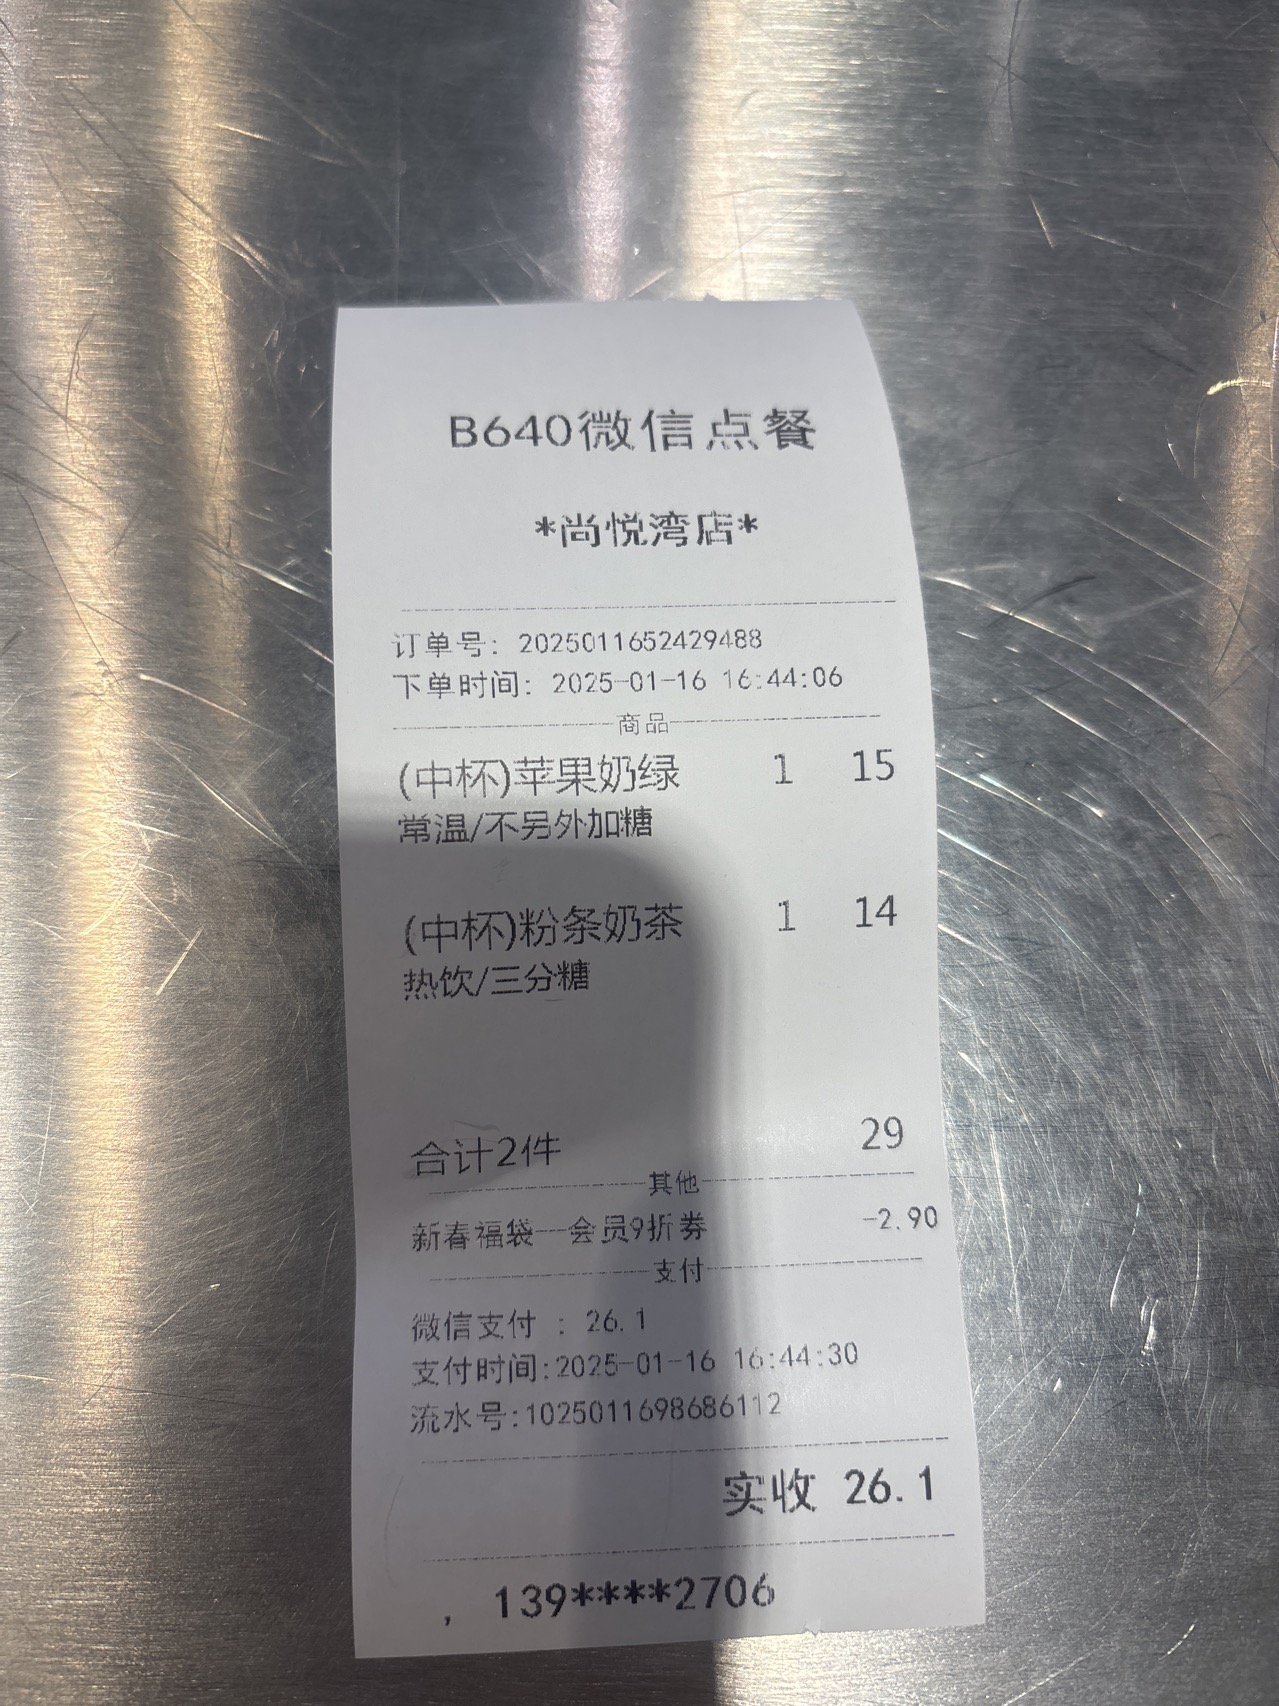 B640微信点餐
*尚悦湾店*
订单号: 2025011652429488
下单时间: 2025-01-16 16:44:06
商品
(中杯)苹果奶绿 1 15
常温/不另外加糖
(中杯)粉条奶茶 1 14
热饮/三分糖
合计2件 29
其他
新春福袋--会员9折券 -2.90
支付
微信支付 : 26.1
支付时间:2025-01-16 16:44:30
流水号:1025011698686112
实收 26.1
, 139****2706